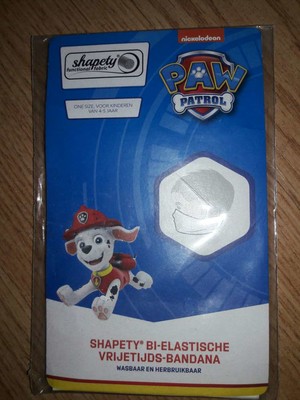 nickelodeon
shapety®
functional fabric
PAW
PATROL
ONE SIZE, VOOR KINDEREN
VAN 4-5 JAAR
SHAPETY® BI-ELASTISCHE
VRIJETIJDS-BANDANA
WASBAAR EN HERBRUIKBAAR